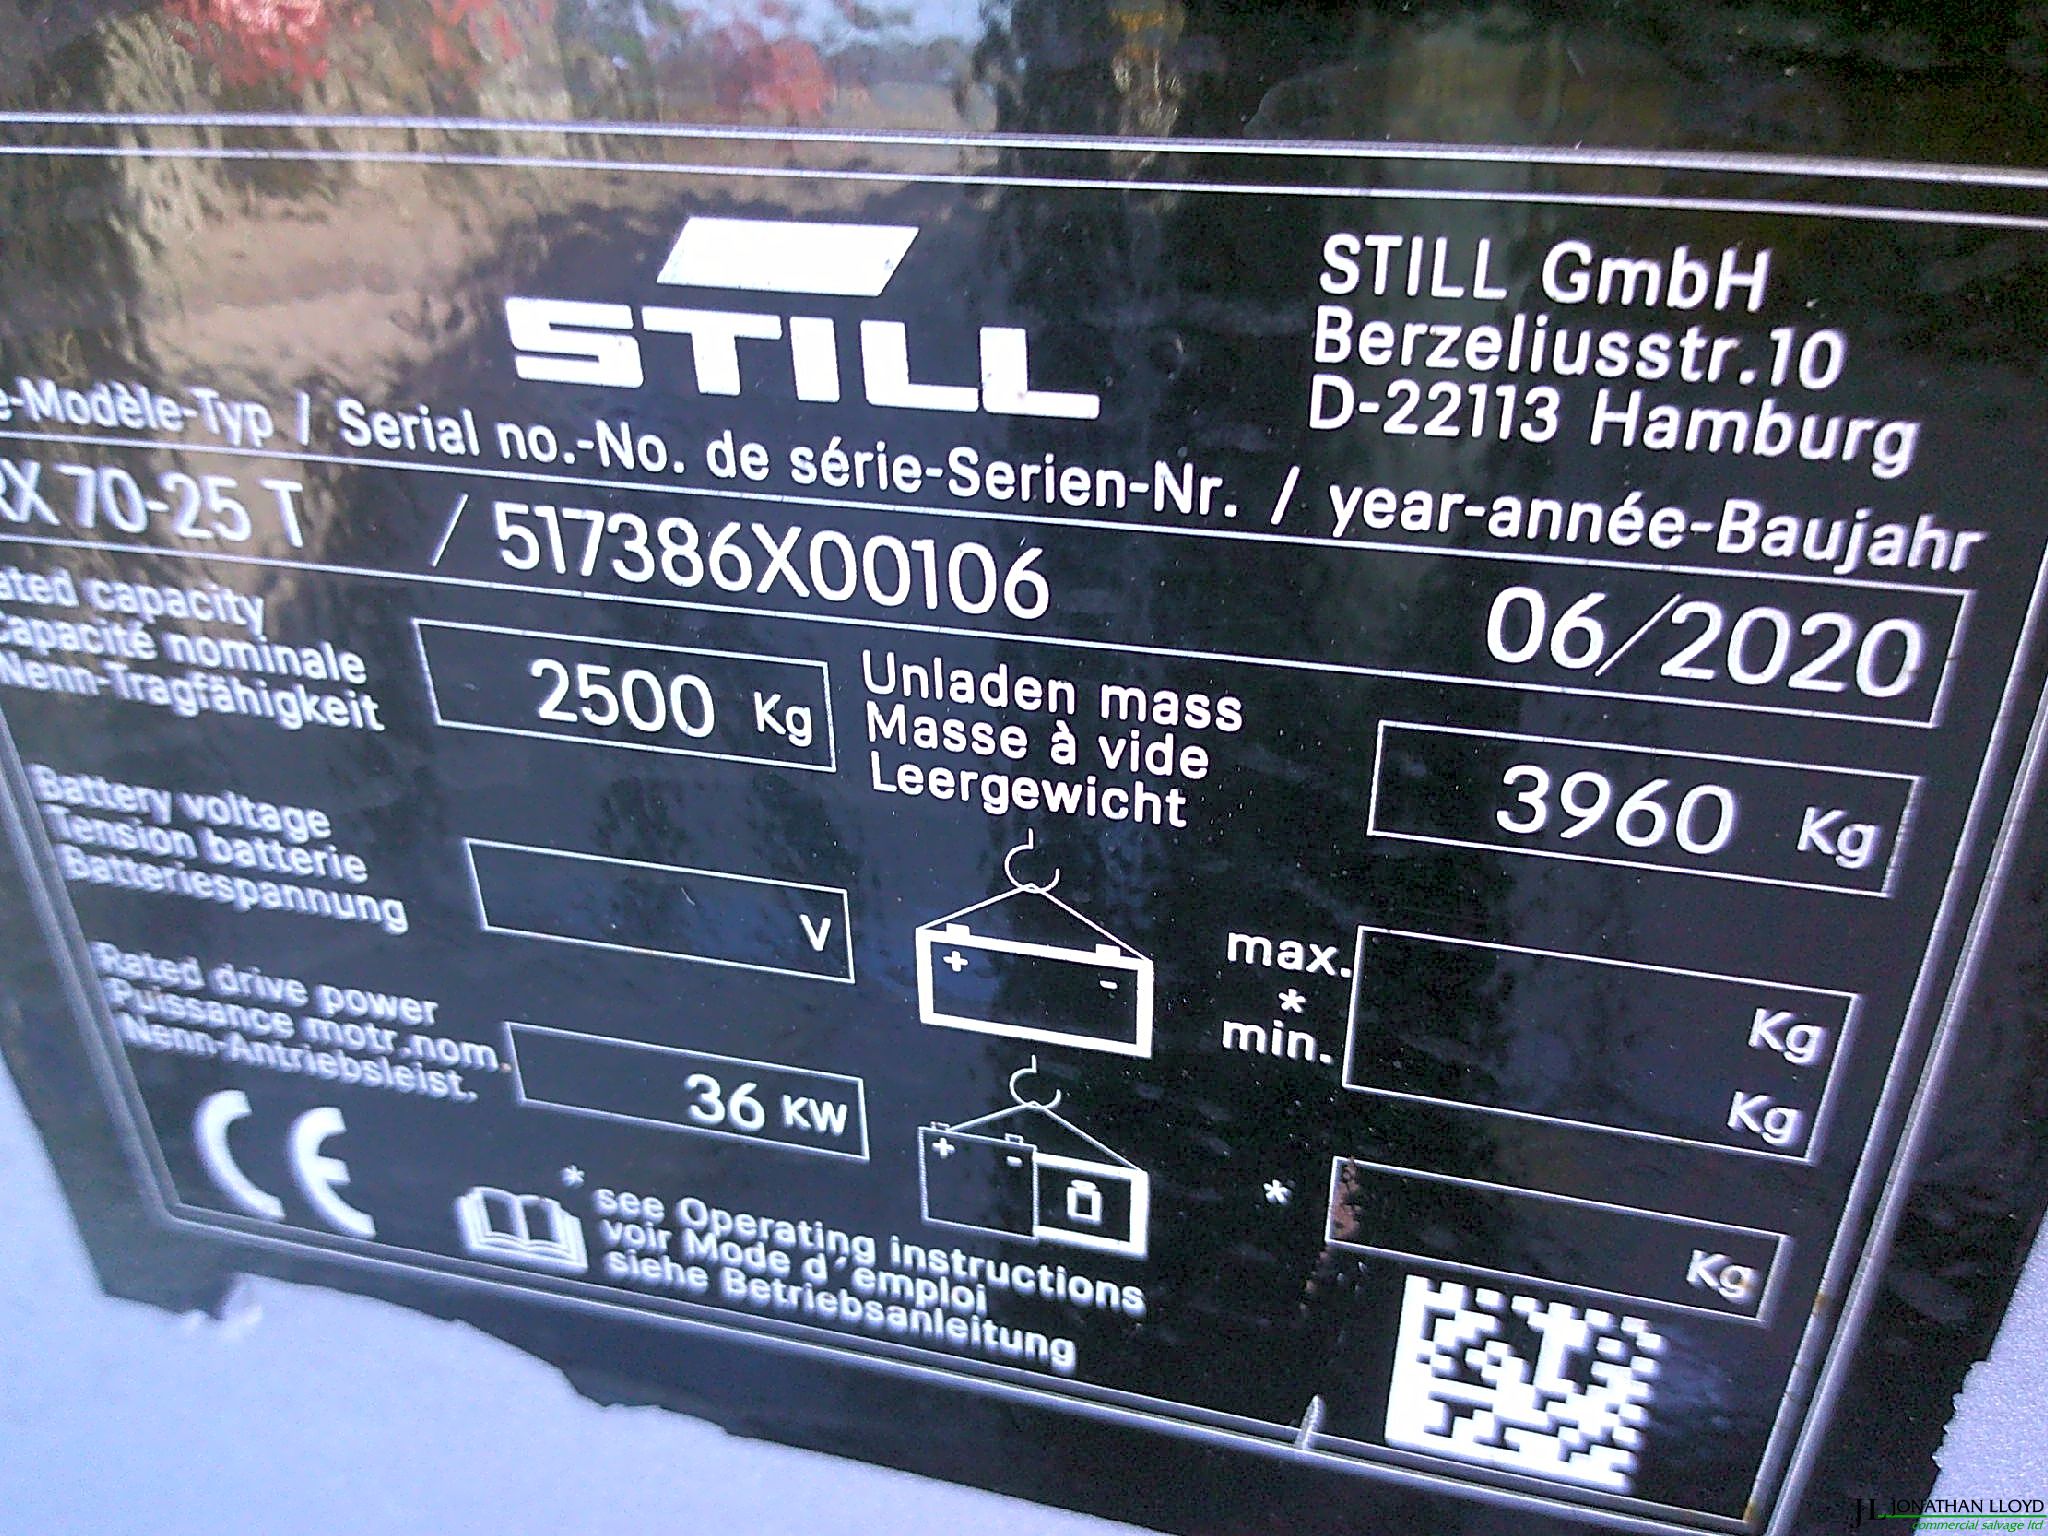 STILL
STILL GmbH
Berzeliusstr.10
D-22113 Hamburg
e-Modèle-Typ / Serial no.-No. de série-Serien-Nr. / year-année-Baujahr
RX 70-25 T / 517386X00106 06/2020
ated capacity
capacité nominale
Nenn-Tragfähigkeit
2500 Kg
Unladen mass
Masse à vide
Leergewicht
3960 Kg
Battery voltage
Tension batterie
Batteriespannung
V
+ -
max.
*
min.
Kg
Kg
Rated drive power
Puissance motr.nom.
Nenn-Antriebsleist.
36 KW
+ -
*
Kg
CE
* see Operating instructions
voir Mode d'emploi
siehe Betriebsanleitung
JL JONATHAN LLOYD
commercial salvage ltd